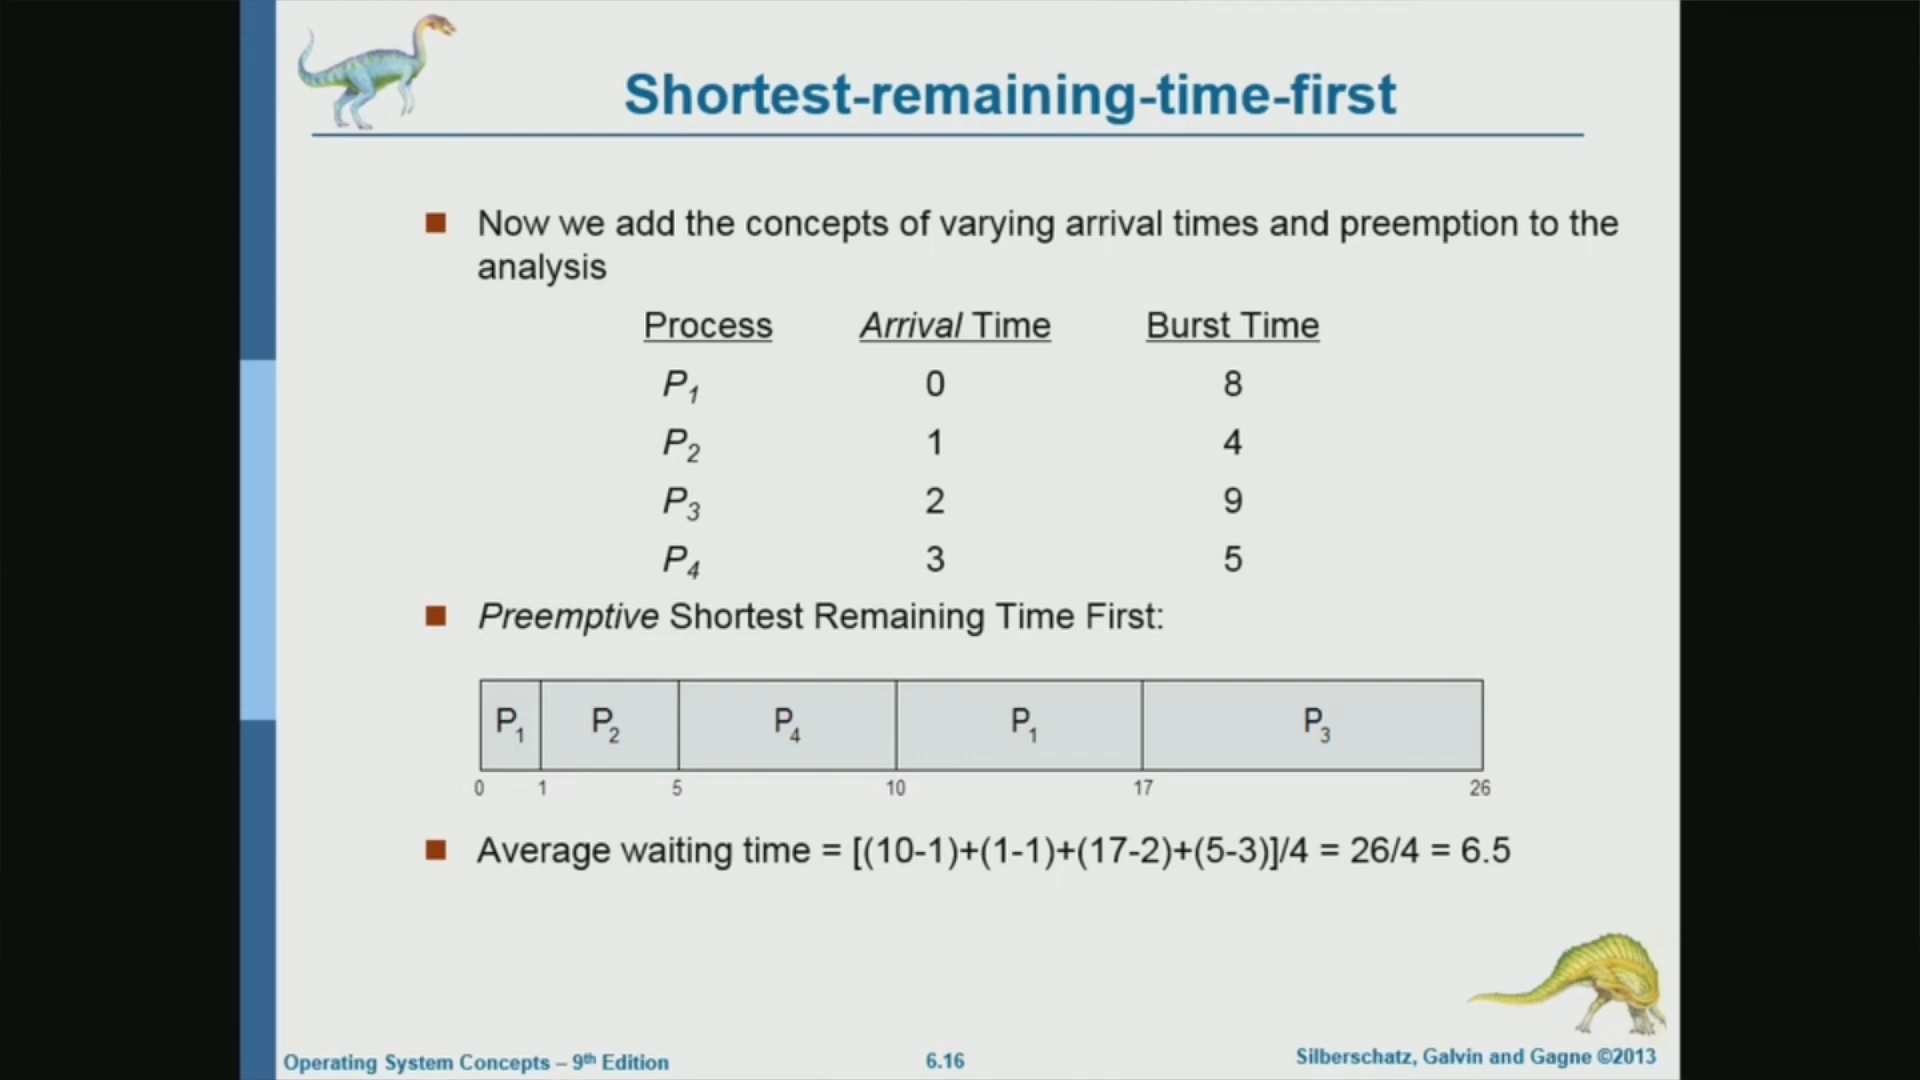 Shortest-remaining-time-first
Now we add the concepts of varying arrival times and preemption to the
analysis
Process Arrival Time Burst Time
P1 0 8
P2 1 4
P3 2 9
P4 3 5
Preemptive Shortest Remaining Time First:
P1 P2 P4 P1 P3
0 1 5 10 17 26
Average waiting time = [(10-1)+(1-1)+(17-2)+(5-3)]/4 = 26/4 = 6.5
Operating System Concepts – 9th Edition 6.16 Silberschatz, Galvin and Gagne ©2013